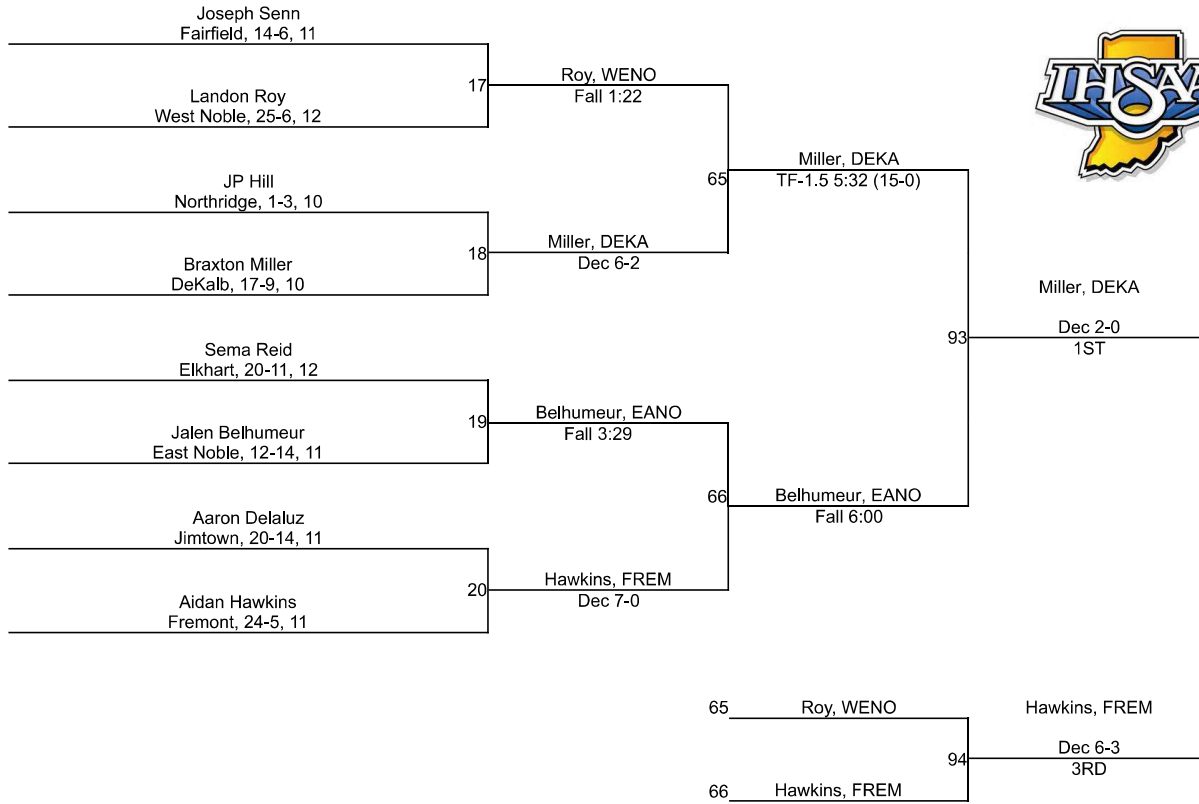 Joseph Senn
Fairfield, 14-6, 11
17
Landon Roy
West Noble, 25-6, 12
Roy, WENO
Fall 1:22
JP Hill
Northridge, 1-3, 10
18
Braxton Miller
DeKalb, 17-9, 10
Miller, DEKA
Dec 6-2
65
Miller, DEKA
TF-1.5 5:32 (15-0)
Sema Reid
Elkhart, 20-11, 12
19
Jalen Belhumeur
East Noble, 12-14, 11
Belhumeur, EANO
Fall 3:29
Aaron Delaluz
Jimtown, 20-14, 11
20
Aidan Hawkins
Fremont, 24-5, 11
Hawkins, FREM
Dec 7-0
66
Belhumeur, EANO
Fall 6:00
93
Miller, DEKA
Dec 2-0
1ST
65
Roy, WENO
66
Hawkins, FREM
94
Hawkins, FREM
Dec 6-3
3RD
IHSAA